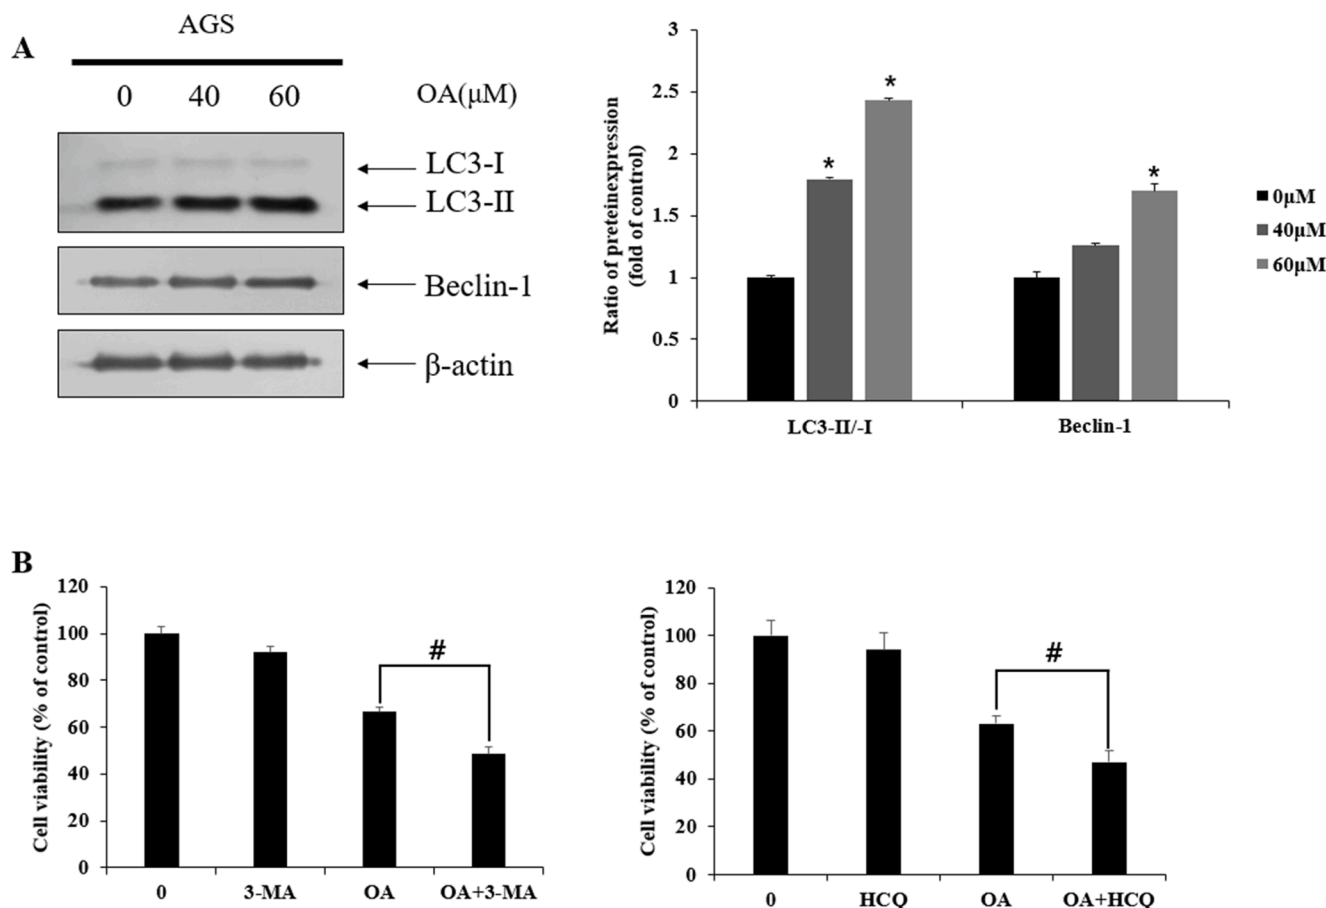 A
AGS
0 40 60 OA(μM)
LC3-I
LC3-II
Beclin-1
β-actin
Ratio of preteinexpression
(fold of control)
3
2.5
2
1.5
1
0.5
0
* * *
LC3-II/-I Beclin-1
0μM
40μM
60μM
B
Cell viability (% of control)
120
100
80
60
40
20
0
#
0 3-MA OA OA+3-MA
Cell viability (% of control)
120
100
80
60
40
20
0
#
0 HCQ OA OA+HCQ